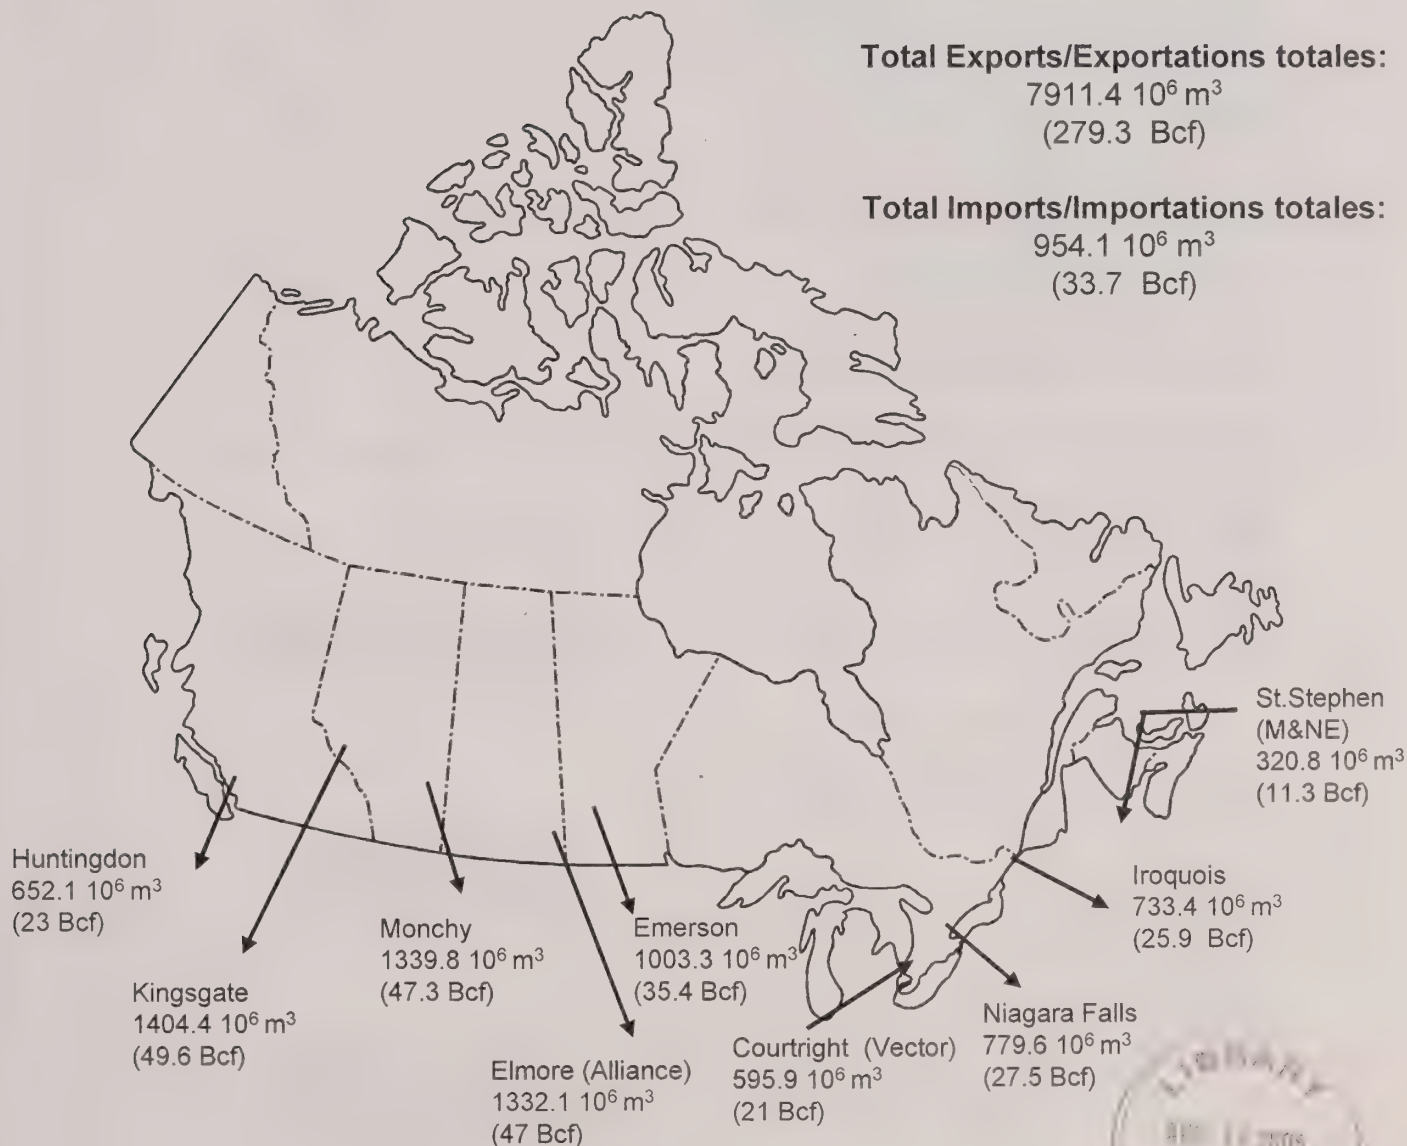 Total Exports/Exportations totales:
7911.4 10⁶ m³
(279.3 Bcf)
Total Imports/Importations totales:
954.1 10⁶ m³
(33.7 Bcf)
St.Stephen
(M&NE)
320.8 10⁶ m³
(11.3 Bcf)
Huntingdon
652.1 10⁶ m³
(23 Bcf)
Iroquois
733.4 10⁶ m³
(25.9 Bcf)
Monchy
1339.8 10⁶ m³
(47.3 Bcf)
Emerson
1003.3 10⁶ m³
(35.4 Bcf)
Kingsgate
1404.4 10⁶ m³
(49.6 Bcf)
Niagara Falls
779.6 10⁶ m³
(27.5 Bcf)
Courtright (Vector)
595.9 10⁶ m³
(21 Bcf)
Elmore (Alliance)
1332.1 10⁶ m³
(47 Bcf)
LIBRARY